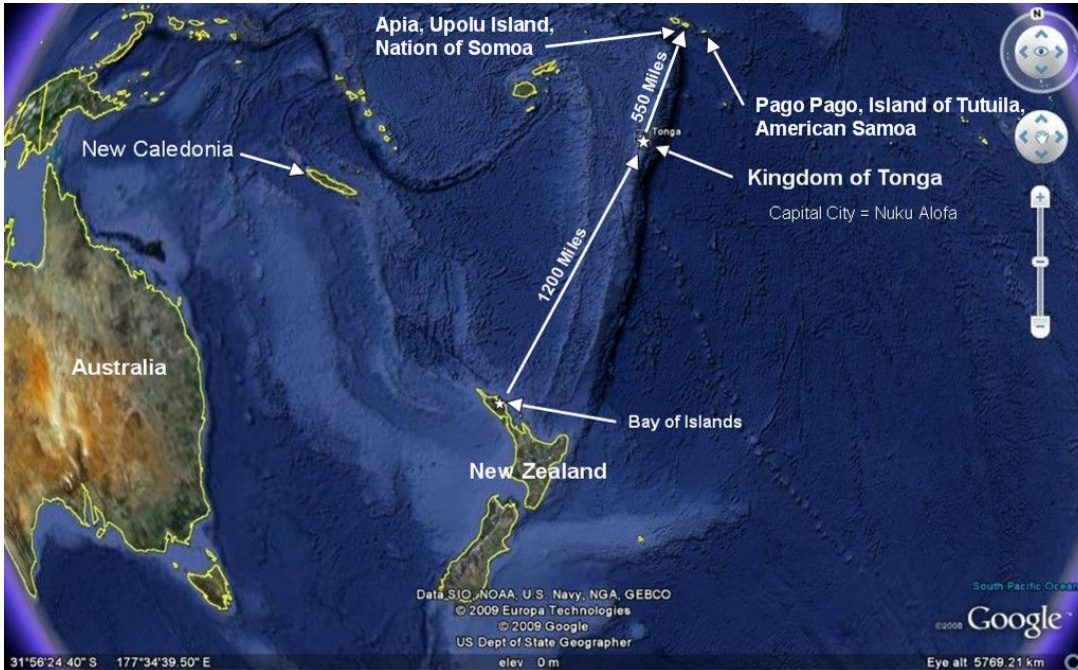 Apia, Upolu Island,
Nation of Somoa
N
550 Miles
Pago Pago, Island of Tutuila,
American Samoa
Tonga
New Caledonia
Kingdom of Tonga
Capital City = Nuku Alofa
1200 Miles
Australia
Bay of Islands
New Zealand
South Pacific Ocean
Data SIO, NOAA, U.S. Navy, NGA, GEBCO
© 2009 Europa Technologies
© 2009 Google
US Dept of State Geographer
©2008 Google
31°56'24.40" S 177°34'39.50" E
elev 0 m
Eye alt 5769.21 km